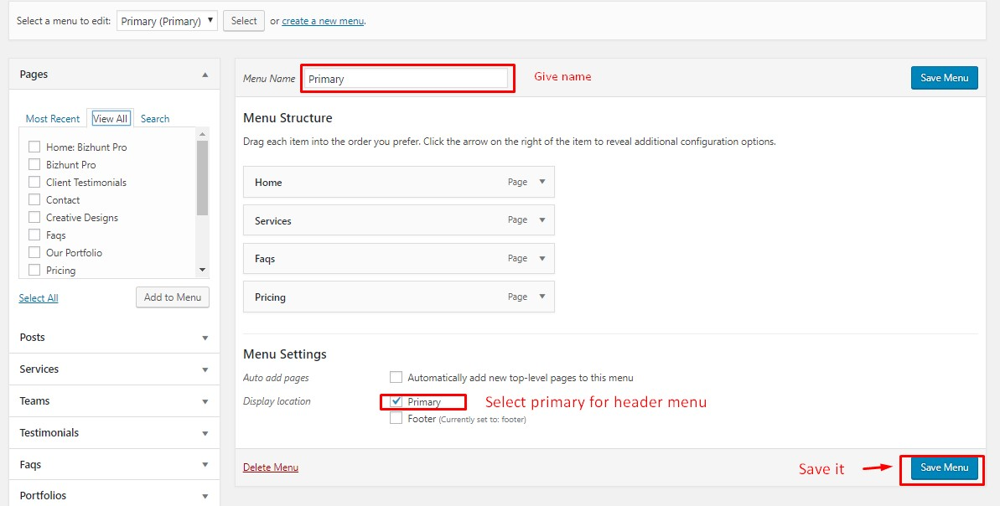 Select a menu to edit: Primary (Primary) Select or create a new menu.
Pages
Most Recent View All Search
Home: Bizhunt Pro
Bizhunt Pro
Client Testimonials
Contact
Creative Designs
Faqs
Our Portfolio
Pricing
Select All Add to Menu
Posts
Services
Teams
Testimonials
Faqs
Portfolios
Menu Name Primary Give name Save Menu
Menu Structure
Drag each item into the order you prefer. Click the arrow on the right of the item to reveal additional configuration options.
Home Page
Services Page
Faqs Page
Pricing Page
Menu Settings
Auto add pages Automatically add new top-level pages to this menu
Display location Primary Select primary for header menu
Footer (Currently set to: footer)
Delete Menu Save it Save Menu